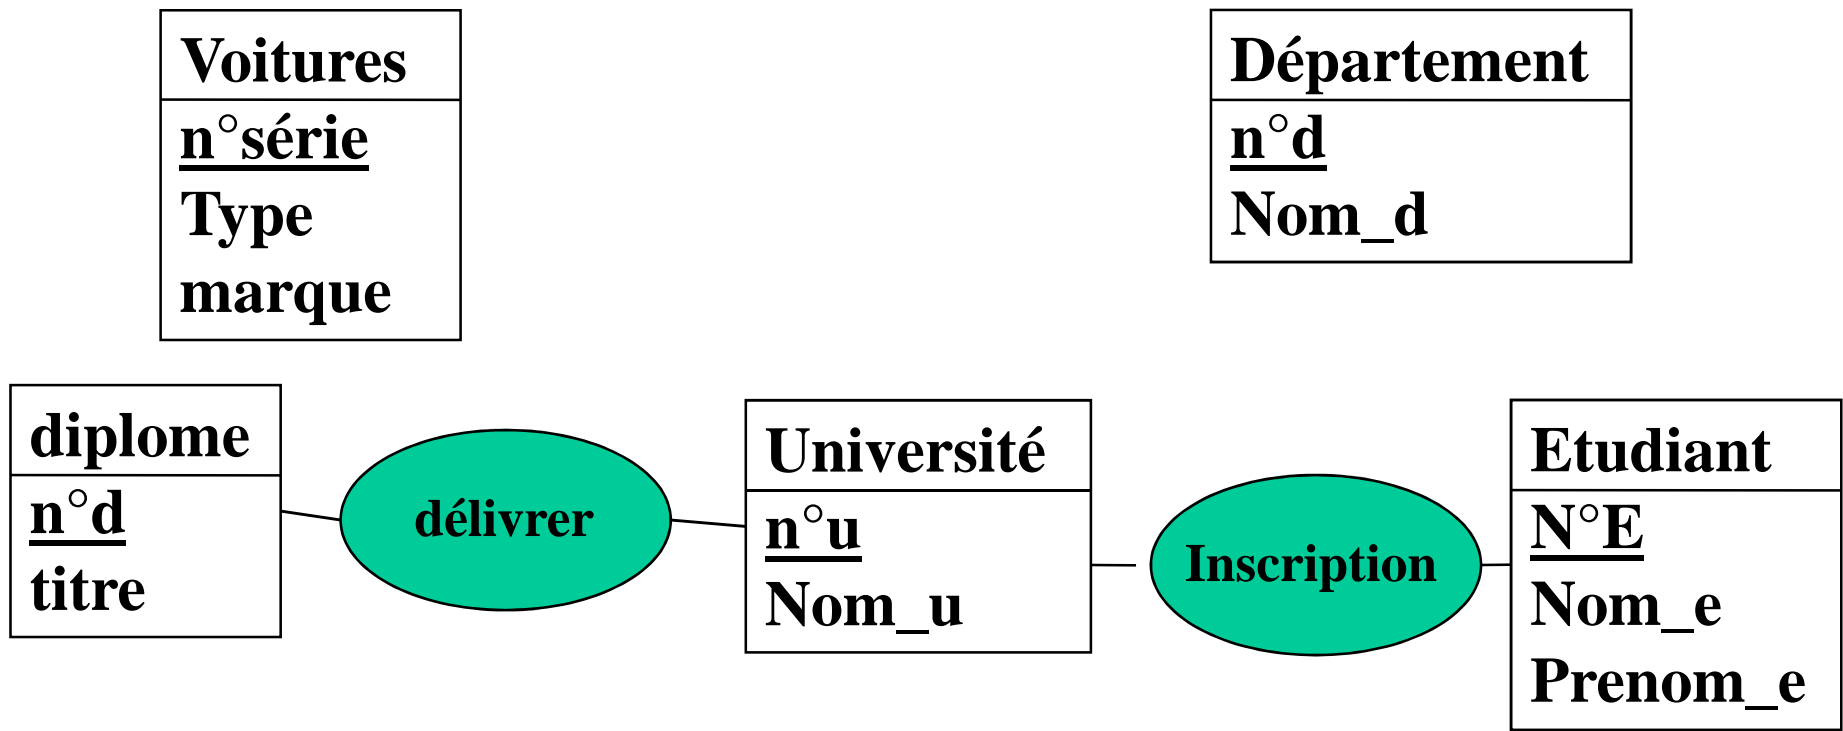 Voitures
n°série
Type
marque
Département
n°d
Nom_d
diplome
n°d
titre
délivrer
Université
n°u
Nom_u
Inscription
Etudiant
N°E
Nom_e
Prenom_e